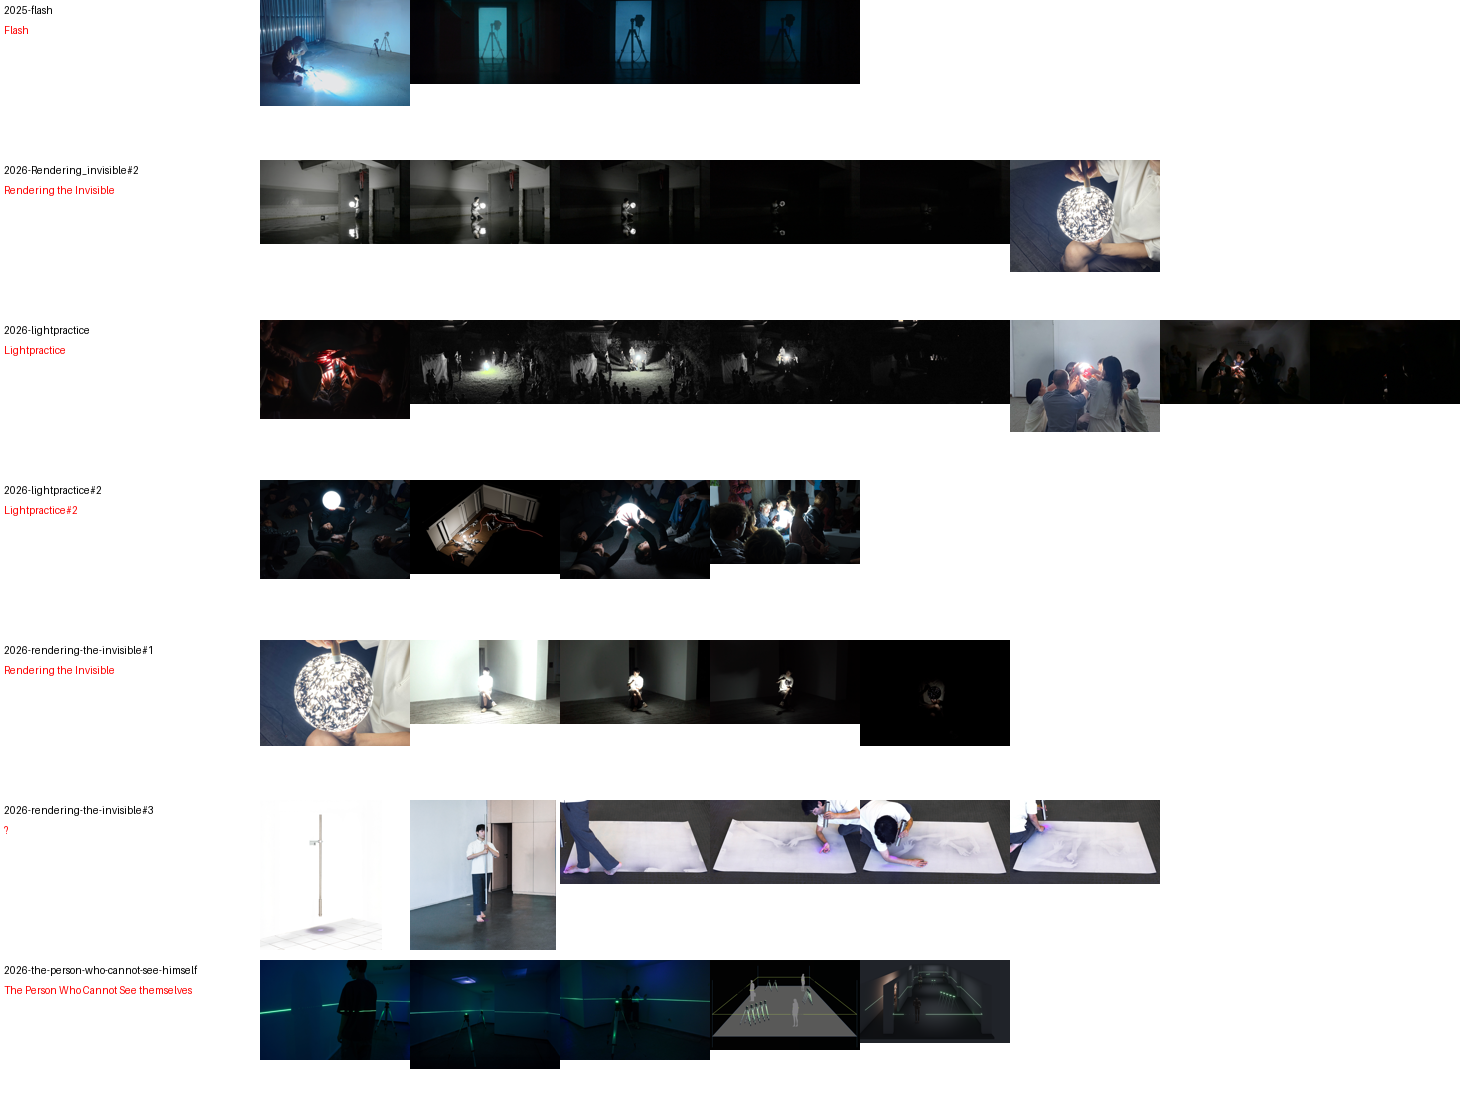 2025-flash
Flash
2026-Rendering_invisible#2
Rendering the Invisible
2026-lightpractice
Lightpractice
2026-lightpractice#2
Lightpractice#2
2026-rendering-the-invisible#1
Rendering the Invisible
2026-rendering-the-invisible#3
?
2026-the-person-who-cannot-see-himself
The Person Who Cannot See themselves